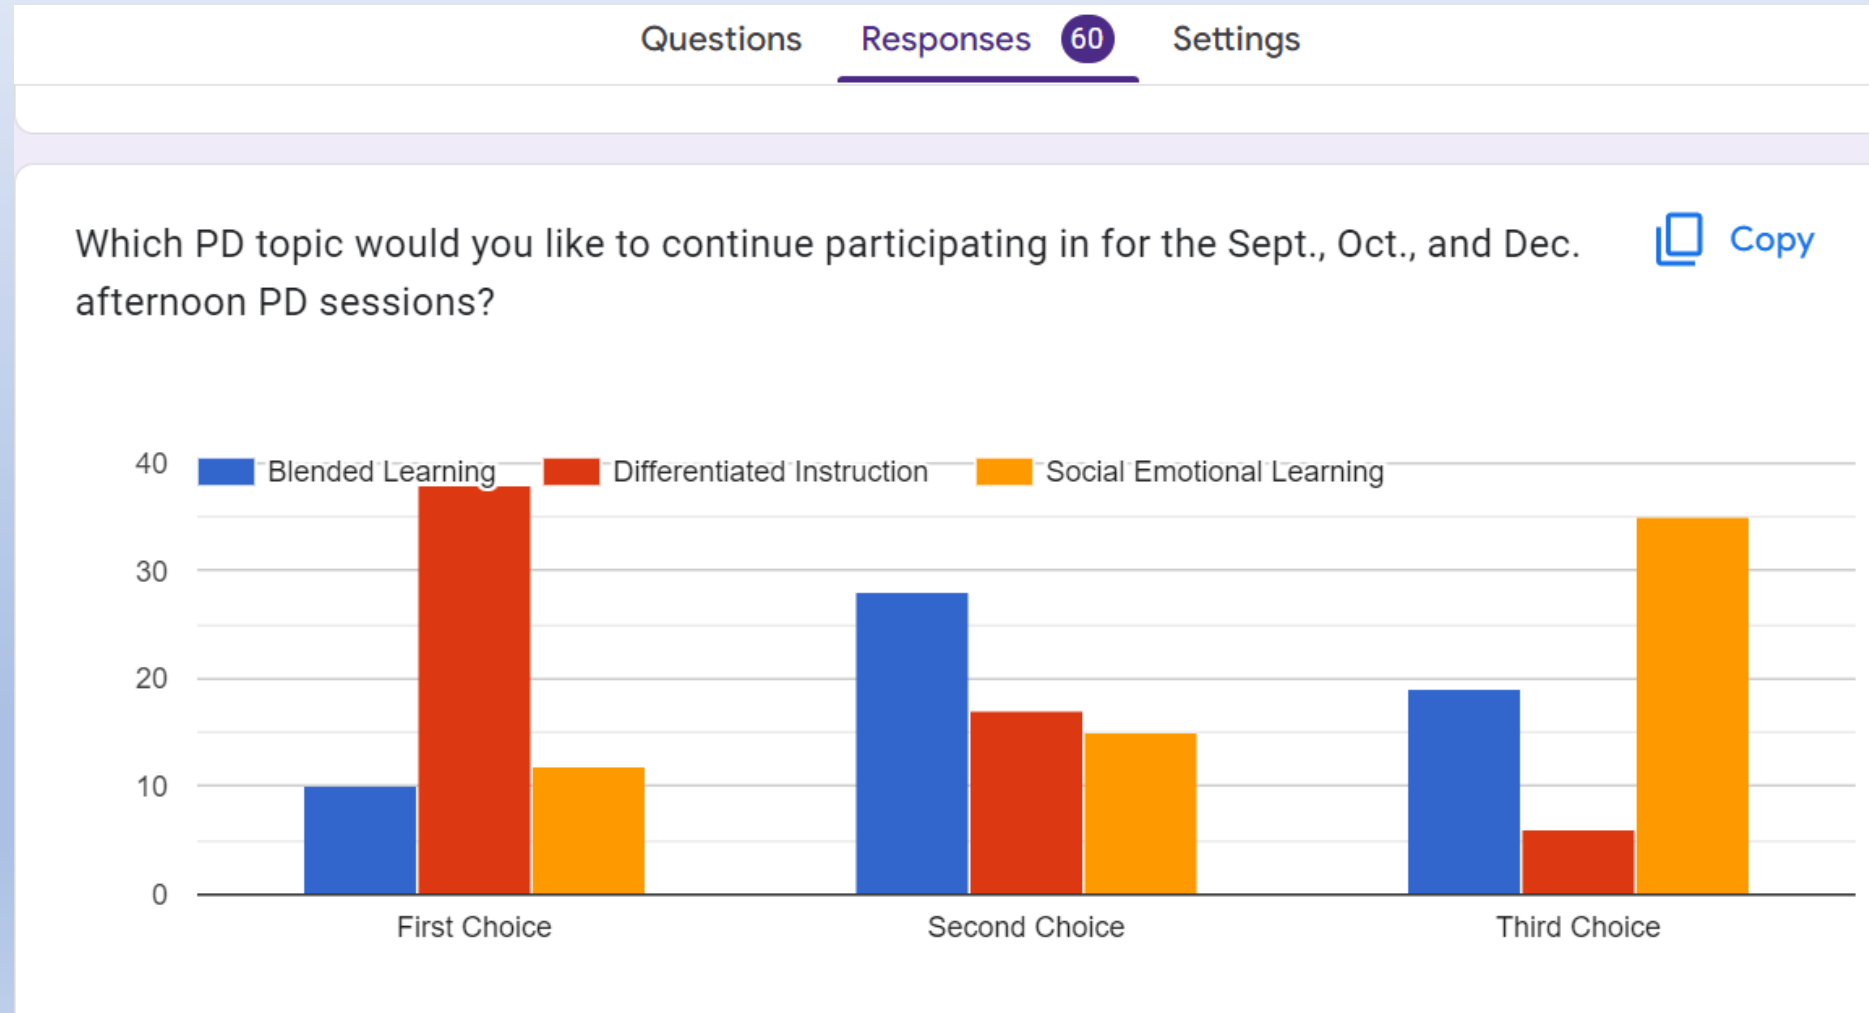 Questions Responses 60 Settings
Which PD topic would you like to continue participating in for the Sept., Oct., and Dec.
afternoon PD sessions?
Copy
40
Blended Learning Differentiated Instruction Social Emotional Learning
30
20
10
0
First Choice Second Choice Third Choice